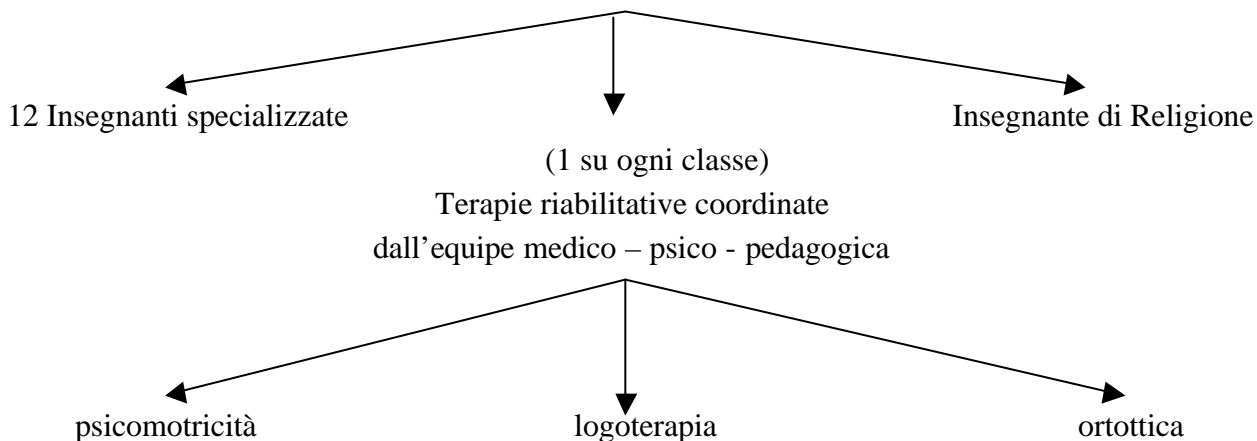 12 Insegnanti specializzate
Insegnante di Religione
(1 su ogni classe)
Terapie riabilitative coordinate
dall’equipe medico – psico - pedagogica
psicomotricità
logoterapia
ortottica